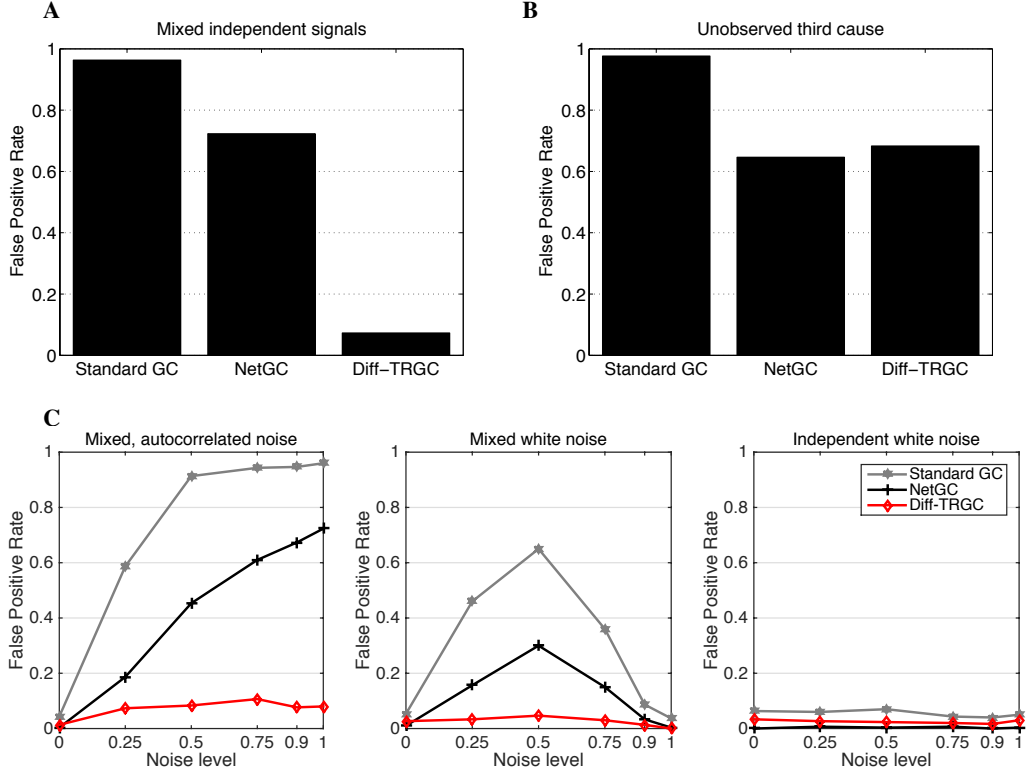 A
Mixed independent signals
False Positive Rate
1
0.8
0.6
0.4
0.2
0
Standard GC NetGC Diff−TRGC
B
Unobserved third cause
False Positive Rate
1
0.8
0.6
0.4
0.2
0
Standard GC NetGC Diff−TRGC
C
Mixed, autocorrelated noise
False Positive Rate
1
0.8
0.6
0.4
0.2
0
0 0.25 0.5 0.75 0.9 1
Noise level
Mixed white noise
False Positive Rate
1
0.8
0.6
0.4
0.2
0
0 0.25 0.5 0.75 0.9 1
Noise level
Independent white noise
False Positive Rate
1
0.8
0.6
0.4
0.2
0
0 0.25 0.5 0.75 0.9 1
Noise level
Standard GC
NetGC
Diff-TRGC